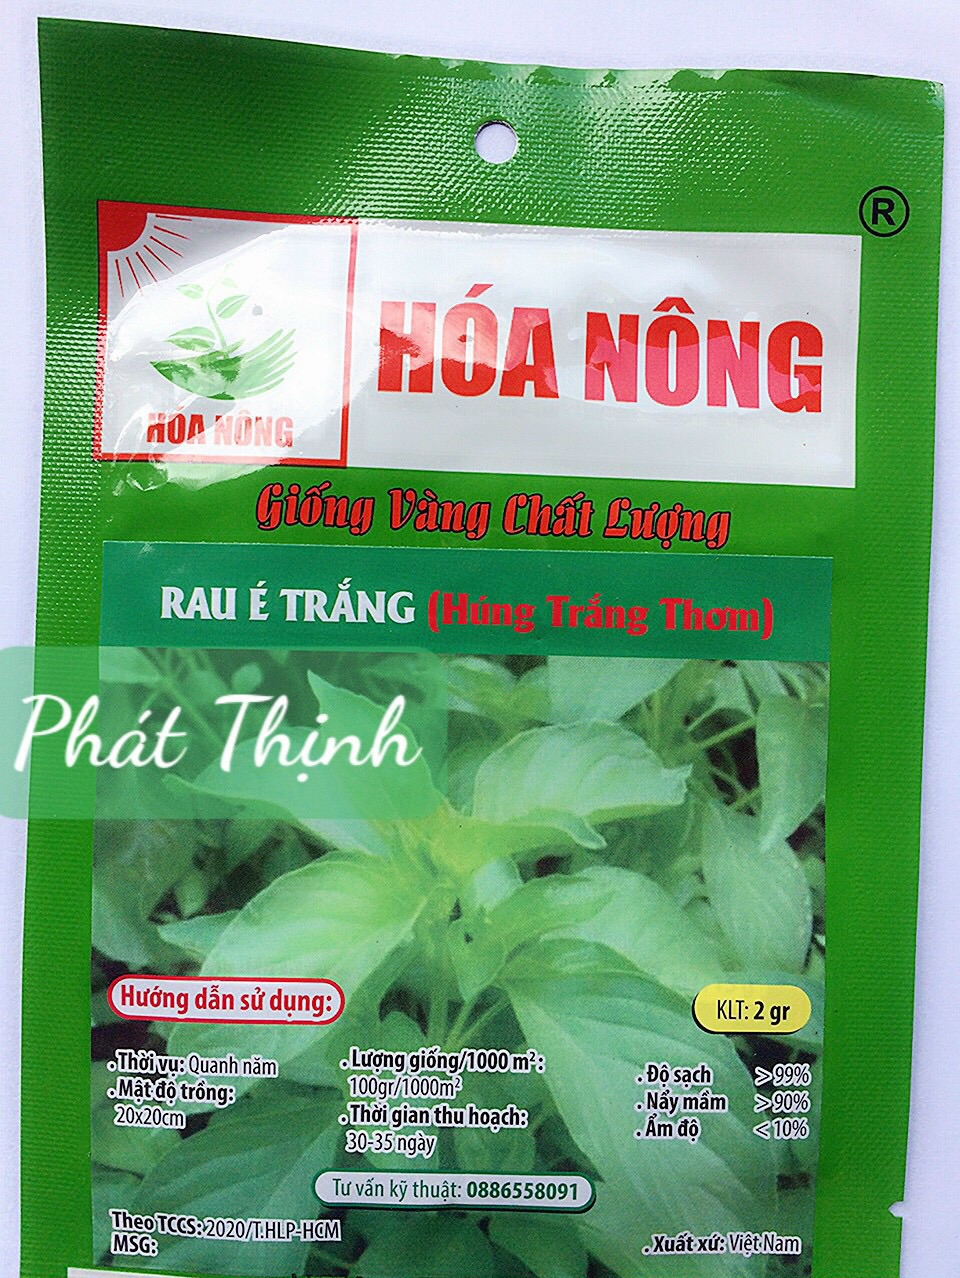 ®
HÓA NÔNG
HÓA NÔNG
Giống Vàng Chất Lượng
RAU É TRẮNG (Húng Trắng Thơm)
Phát Thịnh
Hướng dẫn sử dụng:
KLT: 2 gr
. Thời vụ: Quanh năm
. Mật độ trồng:
20x20cm
. Lượng giống/1000 m²:
100gr/1000m²
. Thời gian thu hoạch:
30-35 ngày
. Độ sạch >99%
. Nẩy mầm >90%
. Ẩm độ <10%
Tư vấn kỹ thuật: 0886558091
Theo TCCS: 2020/T.HLP-HCM
MSG:
. Xuất xứ: Việt Nam